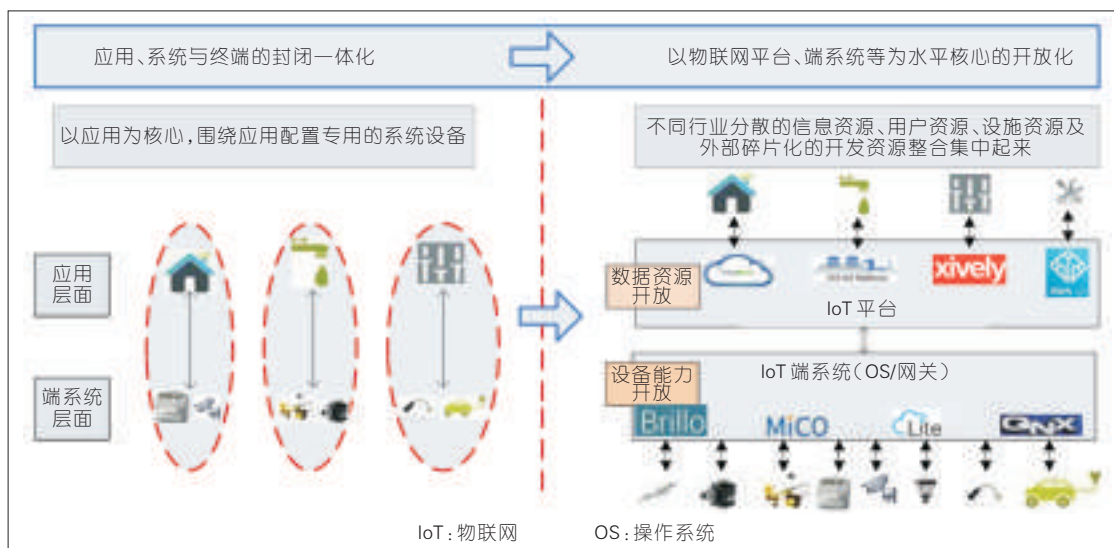 应用、系统与终端的封闭一体化
以物联网平台、端系统等为水平核心的开放化
以应用为核心,围绕应用配置专用的系统设备
不同行业分散的信息资源、用户资源、设施资源及
外部碎片化的开发资源整合集中起来
应用
层面
端系统
层面
数据资源
开放
xively
IoT 平台
设备能力
开放
IoT 端系统(OS/网关)
Brillo
MiCO
Lite
QNX
IoT:物联网
OS:操作系统